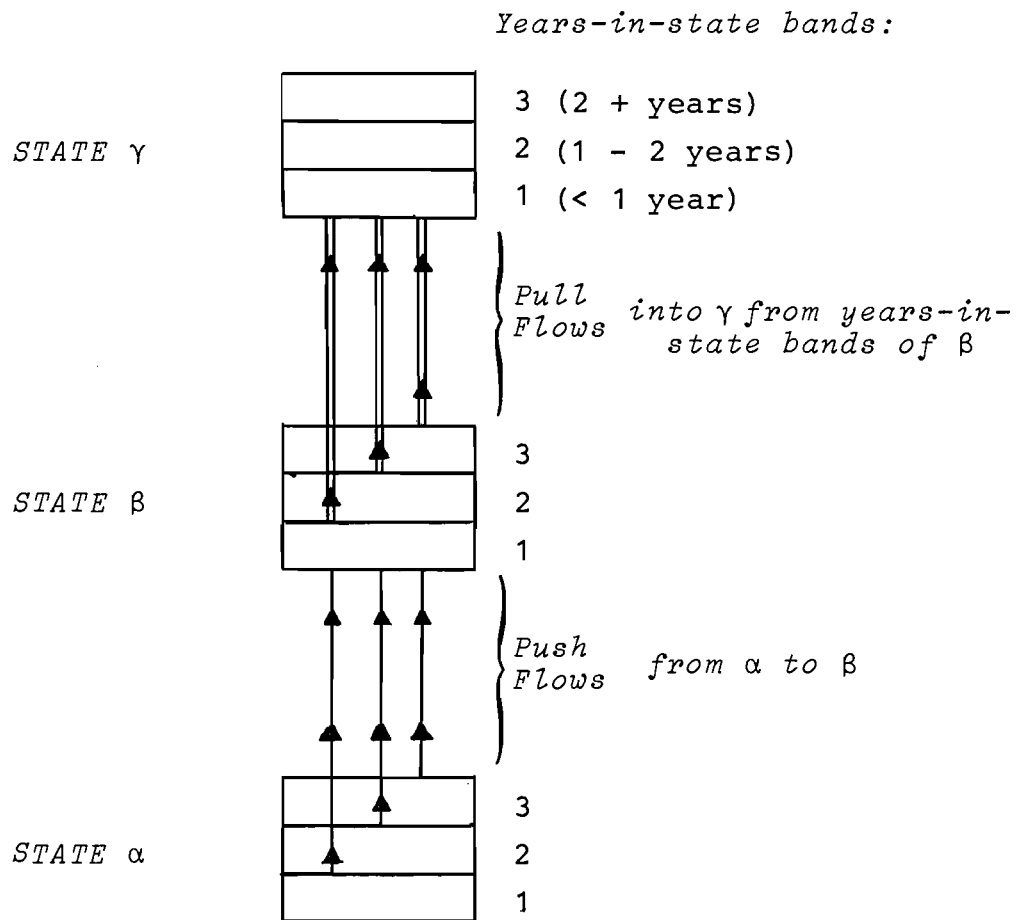 Years-in-state bands:
3 (2 + years)
STATE γ
2 (1 - 2 years)
1 (< 1 year)
Pull
Flows
into γ from years-in-
state bands of β
3
STATE β
2
1
Push
Flows
from α to β
3
STATE α
2
1